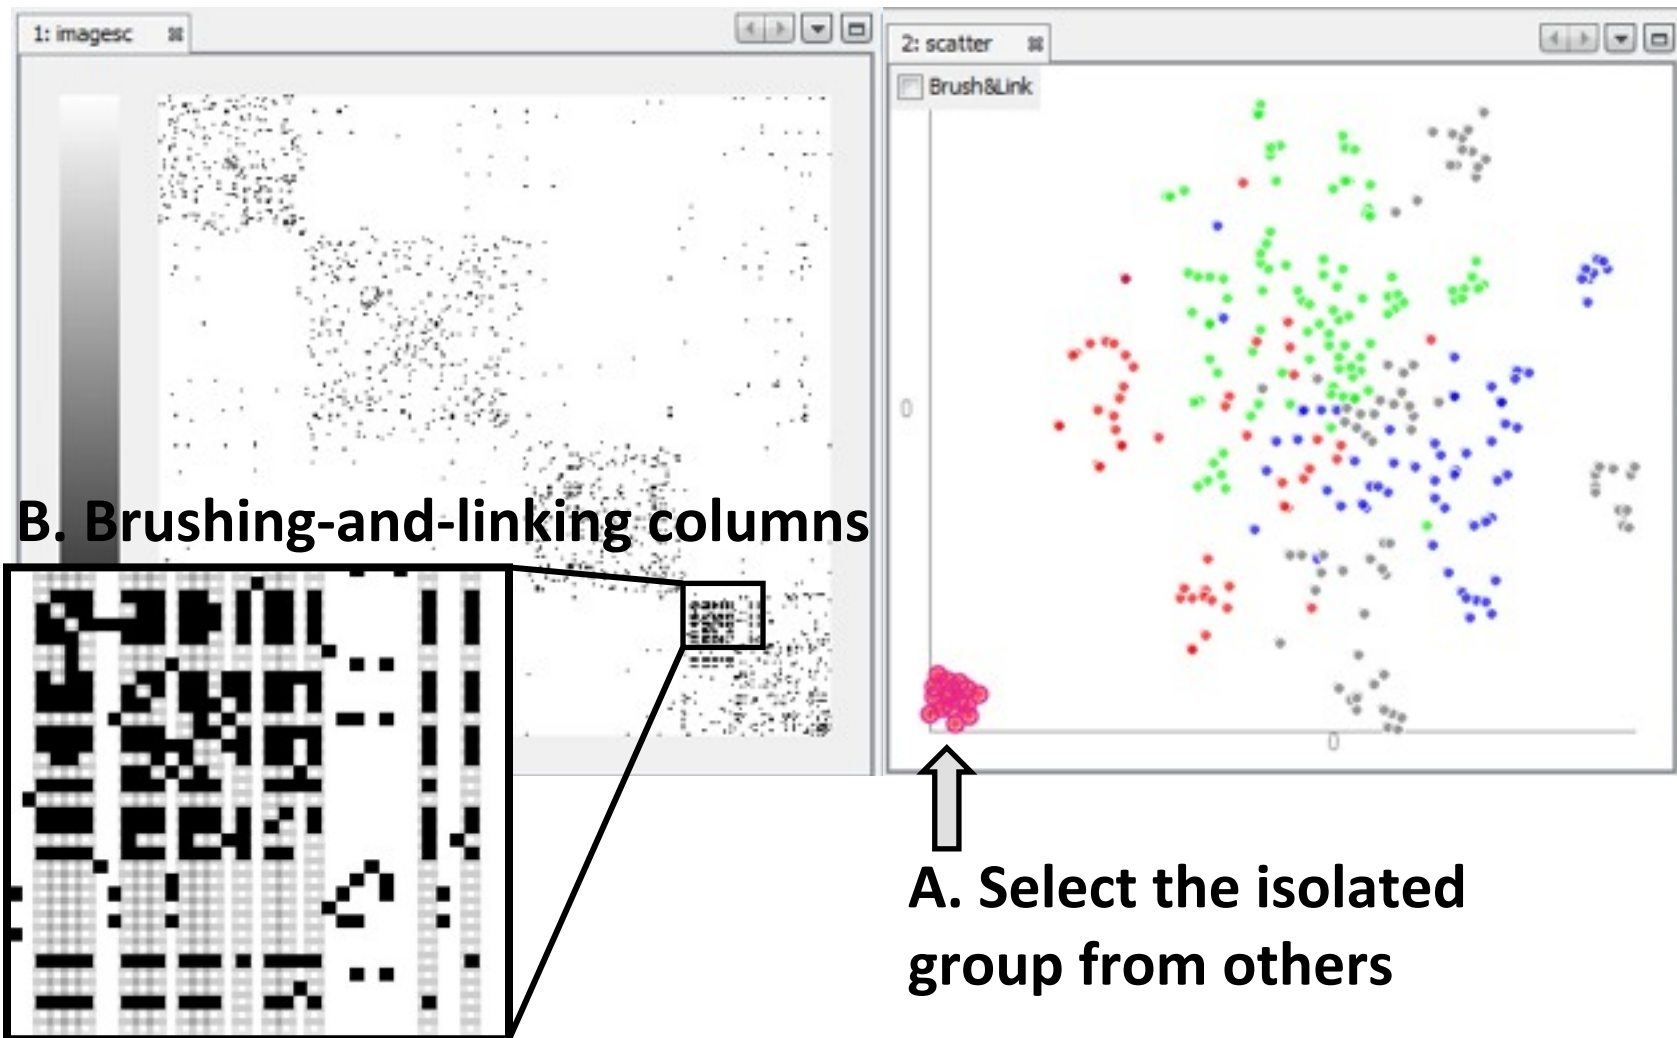 1: imagesc
2: scatter
Brush&Link
0
B. Brushing-and-linking columns
0
A. Select the isolated
group from others